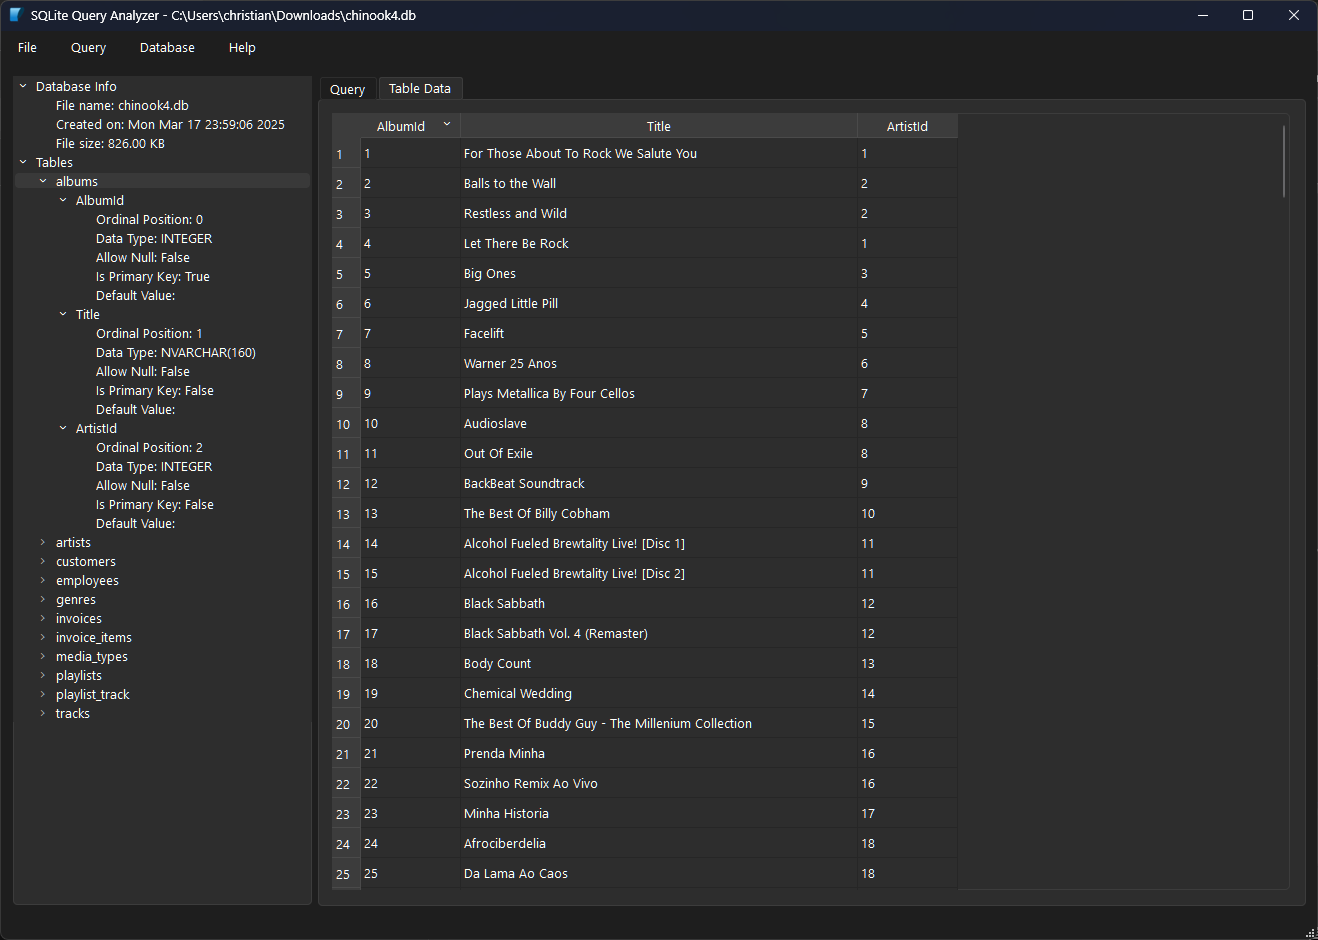 SQLite Query Analyzer - C:\Users\christian\Downloads\chinook4.db
File Query Database Help
Database Info
File name: chinook4.db
Created on: Mon Mar 17 23:59:06 2025
File size: 826.00 KB
Tables
albums
AlbumId
Ordinal Position: 0
Data Type: INTEGER
Allow Null: False
Is Primary Key: True
Default Value:
Title
Ordinal Position: 1
Data Type: NVARCHAR(160)
Allow Null: False
Is Primary Key: False
Default Value:
ArtistId
Ordinal Position: 2
Data Type: INTEGER
Allow Null: False
Is Primary Key: False
Default Value:
artists
customers
employees
genres
invoices
invoice_items
media_types
playlists
playlist_track
tracks
Query Table Data
AlbumId Title ArtistId
1 1 For Those About To Rock We Salute You 1
2 2 Balls to the Wall 2
3 3 Restless and Wild 2
4 4 Let There Be Rock 1
5 5 Big Ones 3
6 6 Jagged Little Pill 4
7 7 Facelift 5
8 8 Warner 25 Anos 6
9 9 Plays Metallica By Four Cellos 7
10 10 Audioslave 8
11 11 Out Of Exile 8
12 12 BackBeat Soundtrack 9
13 13 The Best Of Billy Cobham 10
14 14 Alcohol Fueled Brewtality Live! [Disc 1] 11
15 15 Alcohol Fueled Brewtality Live! [Disc 2] 11
16 16 Black Sabbath 12
17 17 Black Sabbath Vol. 4 (Remaster) 12
18 18 Body Count 13
19 19 Chemical Wedding 14
20 20 The Best Of Buddy Guy - The Millenium Collection 15
21 21 Prenda Minha 16
22 22 Sozinho Remix Ao Vivo 16
23 23 Minha Historia 17
24 24 Afrociberdelia 18
25 25 Da Lama Ao Caos 18